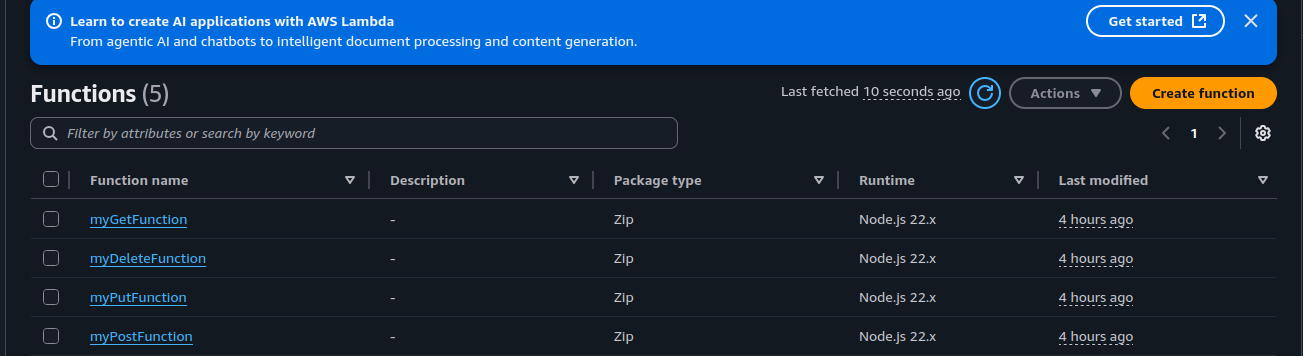 Learn to create AI applications with AWS Lambda
From agentic AI and chatbots to intelligent document processing and content generation.
Get started
Functions (5)
Last fetched 10 seconds ago
Actions
Create function
Filter by attributes or search by keyword
1
Function name Description Package type Runtime Last modified
myGetFunction - Zip Node.js 22.x 4 hours ago
myDeleteFunction - Zip Node.js 22.x 4 hours ago
myPutFunction - Zip Node.js 22.x 4 hours ago
myPostFunction - Zip Node.js 22.x 4 hours ago